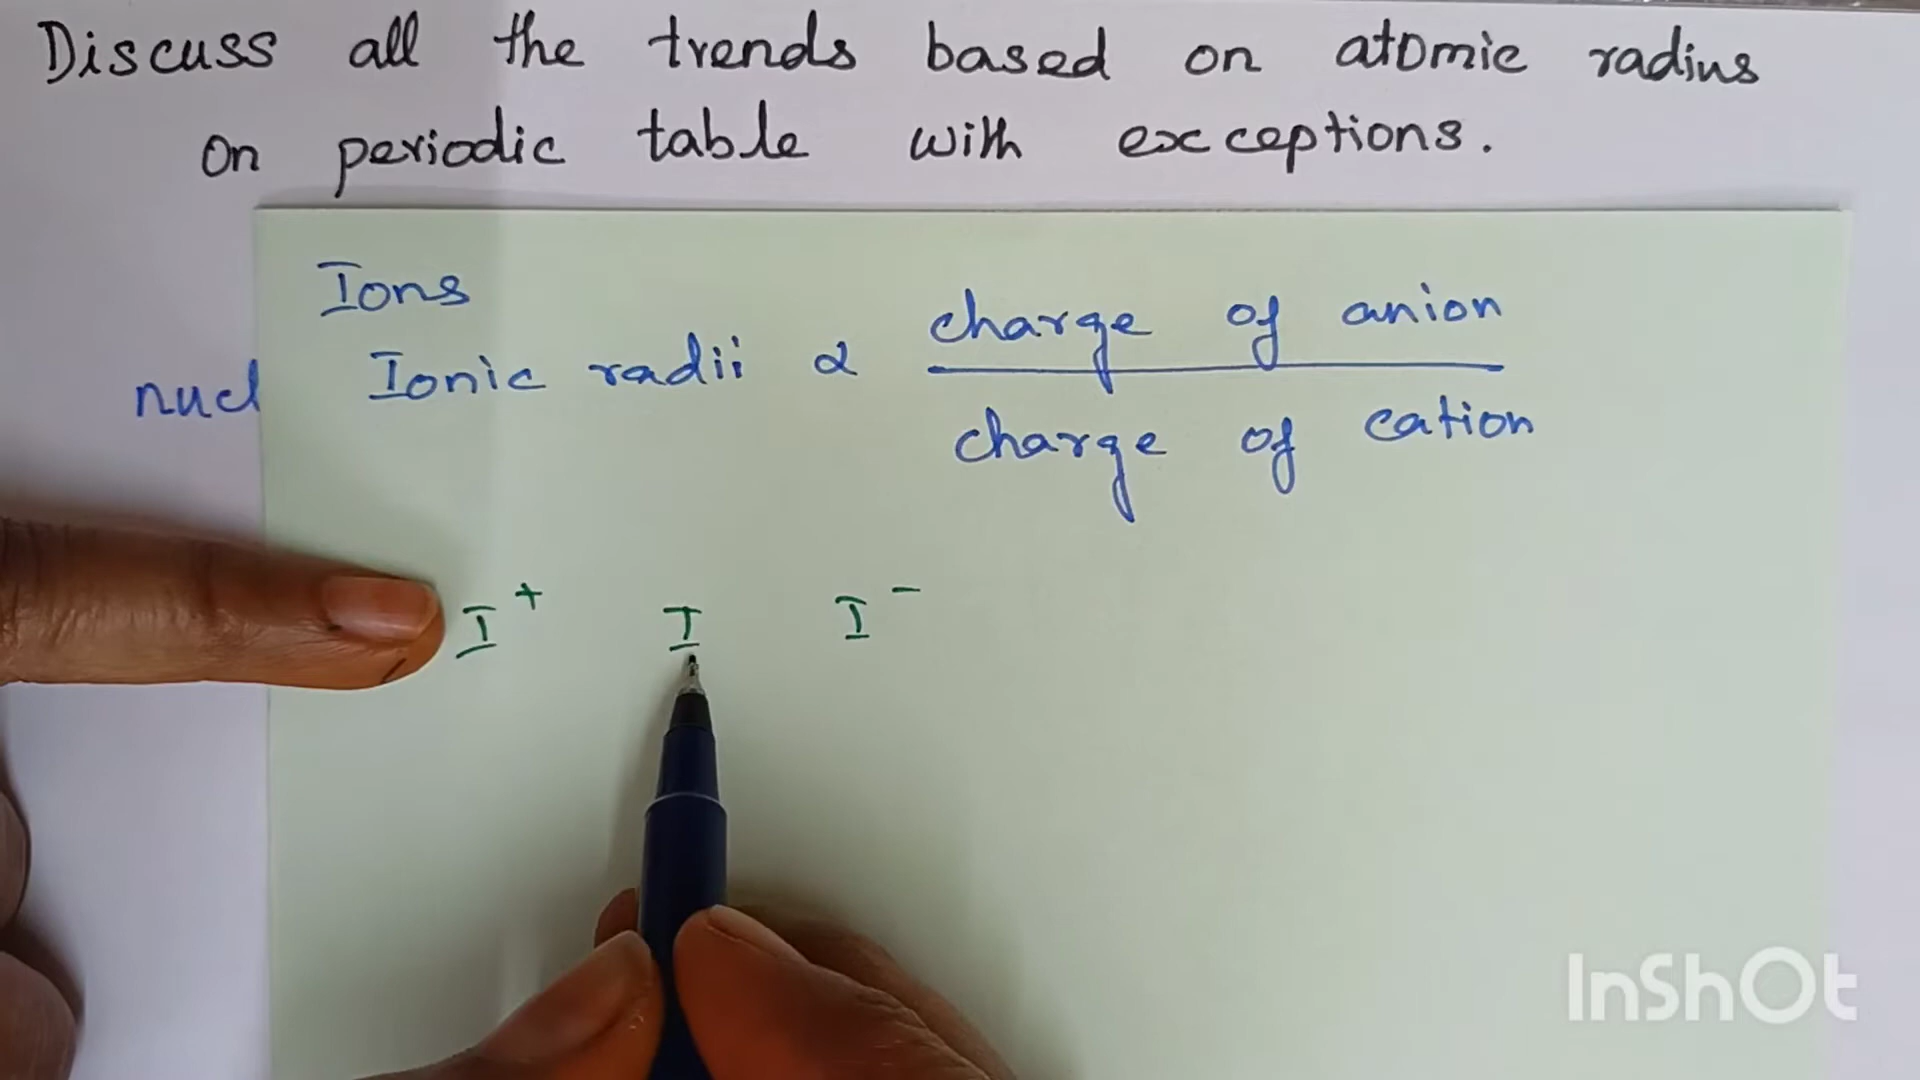 Discuss all the trends based on atomic radius
on periodic table with exceptions.
Ions
Ionic radii α charge of anion
charge of cation
nucl
I⁺ I I⁻
InShOt